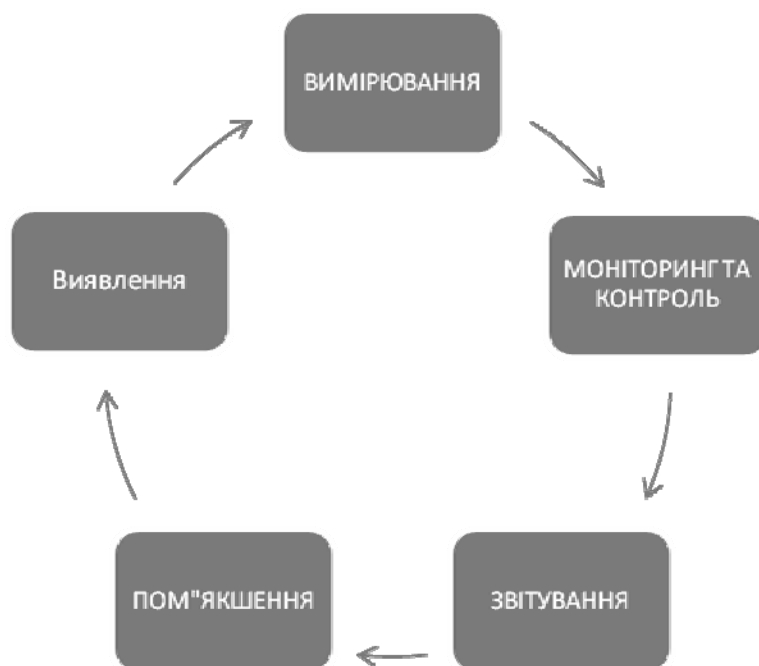 ВИМІРЮВАННЯ
МОНІТОРИНГ ТА
КОНТРОЛЬ
ЗВІТУВАННЯ
ПОМ"ЯКШЕННЯ
Виявлення